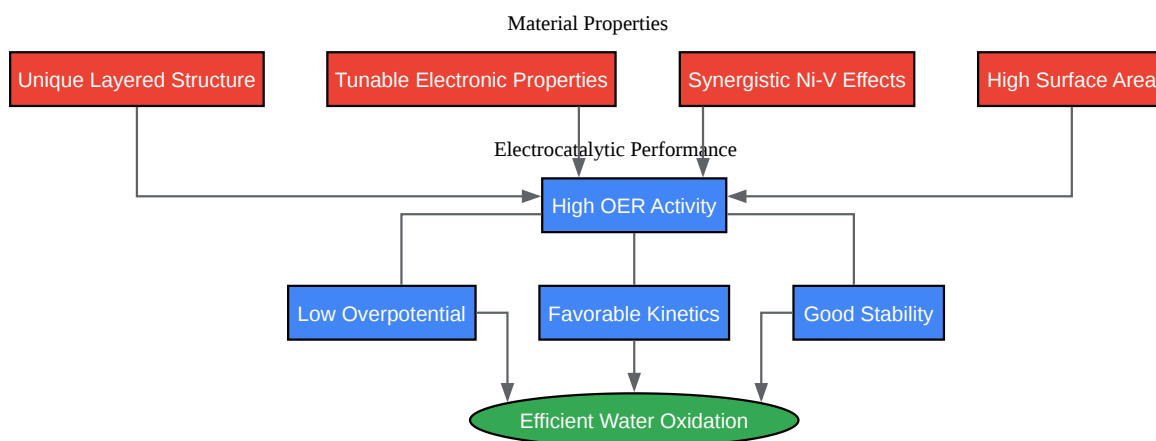 Material Properties
Unique Layered Structure
Tunable Electronic Properties
Synergistic Ni-V Effects
High Surface Area
Electrocatalytic Performance
High OER Activity
Low Overpotential
Favorable Kinetics
Good Stability
Efficient Water Oxidation